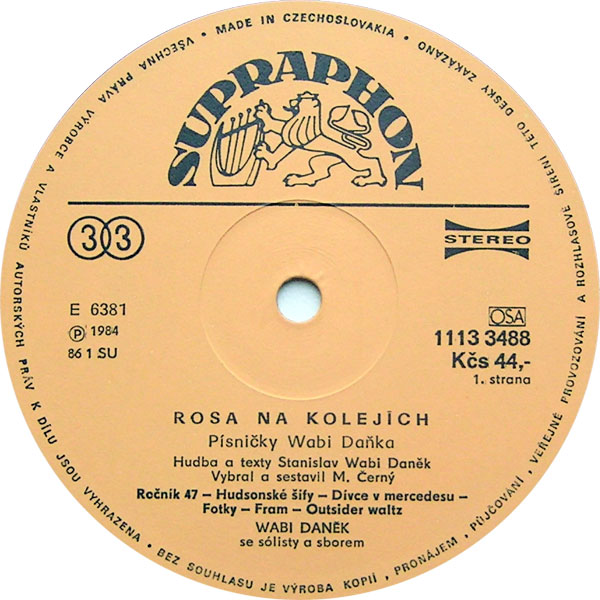 • MADE IN CZECHOSLOVAKIA • VŠECHNA PRÁVA VÝROBCE A VLASTNÍKŮ AUTORSKÝCH PRÁV K DÍLU JSOU VYHRAZENA • BEZ SOUHLASU JE VÝROBA KOPIÍ, PRONÁJEM, PŮJČOVÁNÍ, VEŘEJNÉ PROVOZOVÁNÍ A ROZHLASOVÉ ŠÍŘENÍ TÉTO DESKY ZAKÁZÁNO
SUPRAPHON
33
STEREO
E 6381
Ⓟ 1984
86 1 SU
OSA
1113 3488
Kčs 44,-
1. strana
ROSA NA KOLEJÍCH
Písničky Wabi Daňka
Hudba a texty Stanislav Wabi Daněk
Vybral a sestavil M. Černý
Ročník 47 – Hudsonské šífy – Dívce v mercedesu –
Fotky – Fram – Outsider waltz
WABI DANĚK
se sólisty a sborem